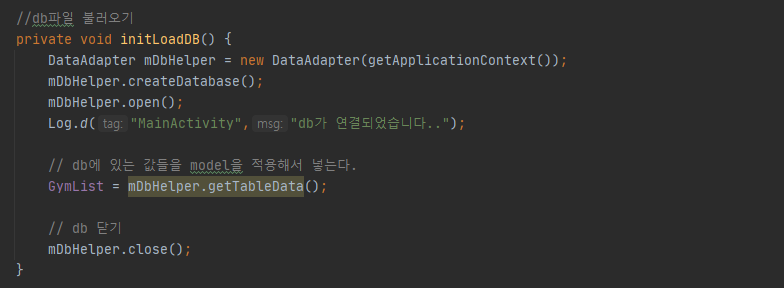 //db파일 불러오기
private void initLoadDB() {
DataAdapter mDbHelper = new DataAdapter(getApplicationContext());
mDbHelper.createDatabase();
mDbHelper.open();
Log.d( tag: "MainActivity", msg: "db가 연결되었습니다..");
// db에 있는 값들을 model을 적용해서 넣는다.
GymList = mDbHelper.getTableData();
// db 닫기
mDbHelper.close();
}